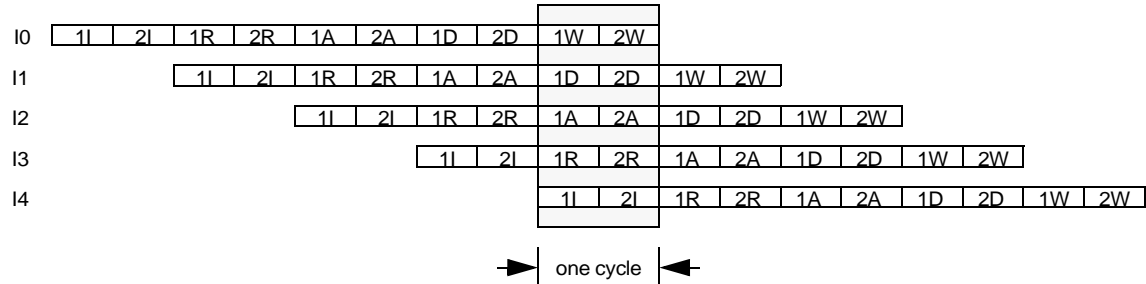 I0 1I 2I 1R 2R 1A 2A 1D 2D 1W 2W
I1 1I 2I 1R 2R 1A 2A 1D 2D 1W 2W
I2 1I 2I 1R 2R 1A 2A 1D 2D 1W 2W
I3 1I 2I 1R 2R 1A 2A 1D 2D 1W 2W
I4 1I 2I 1R 2R 1A 2A 1D 2D 1W 2W
one cycle